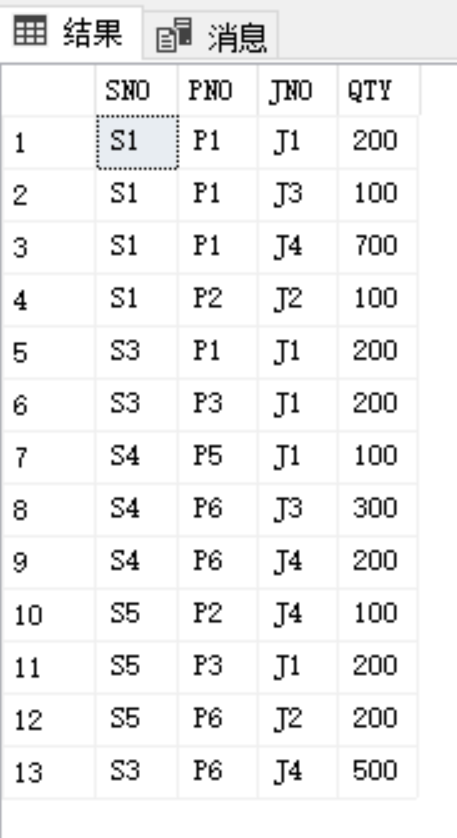 结果 消息
SNO PNO JNO QTY
1 S1 P1 J1 200
2 S1 P1 J3 100
3 S1 P1 J4 700
4 S1 P2 J2 100
5 S3 P1 J1 200
6 S3 P3 J1 200
7 S4 P5 J1 100
8 S4 P6 J3 300
9 S4 P6 J4 200
10 S5 P2 J4 100
11 S5 P3 J1 200
12 S5 P6 J2 200
13 S3 P6 J4 500